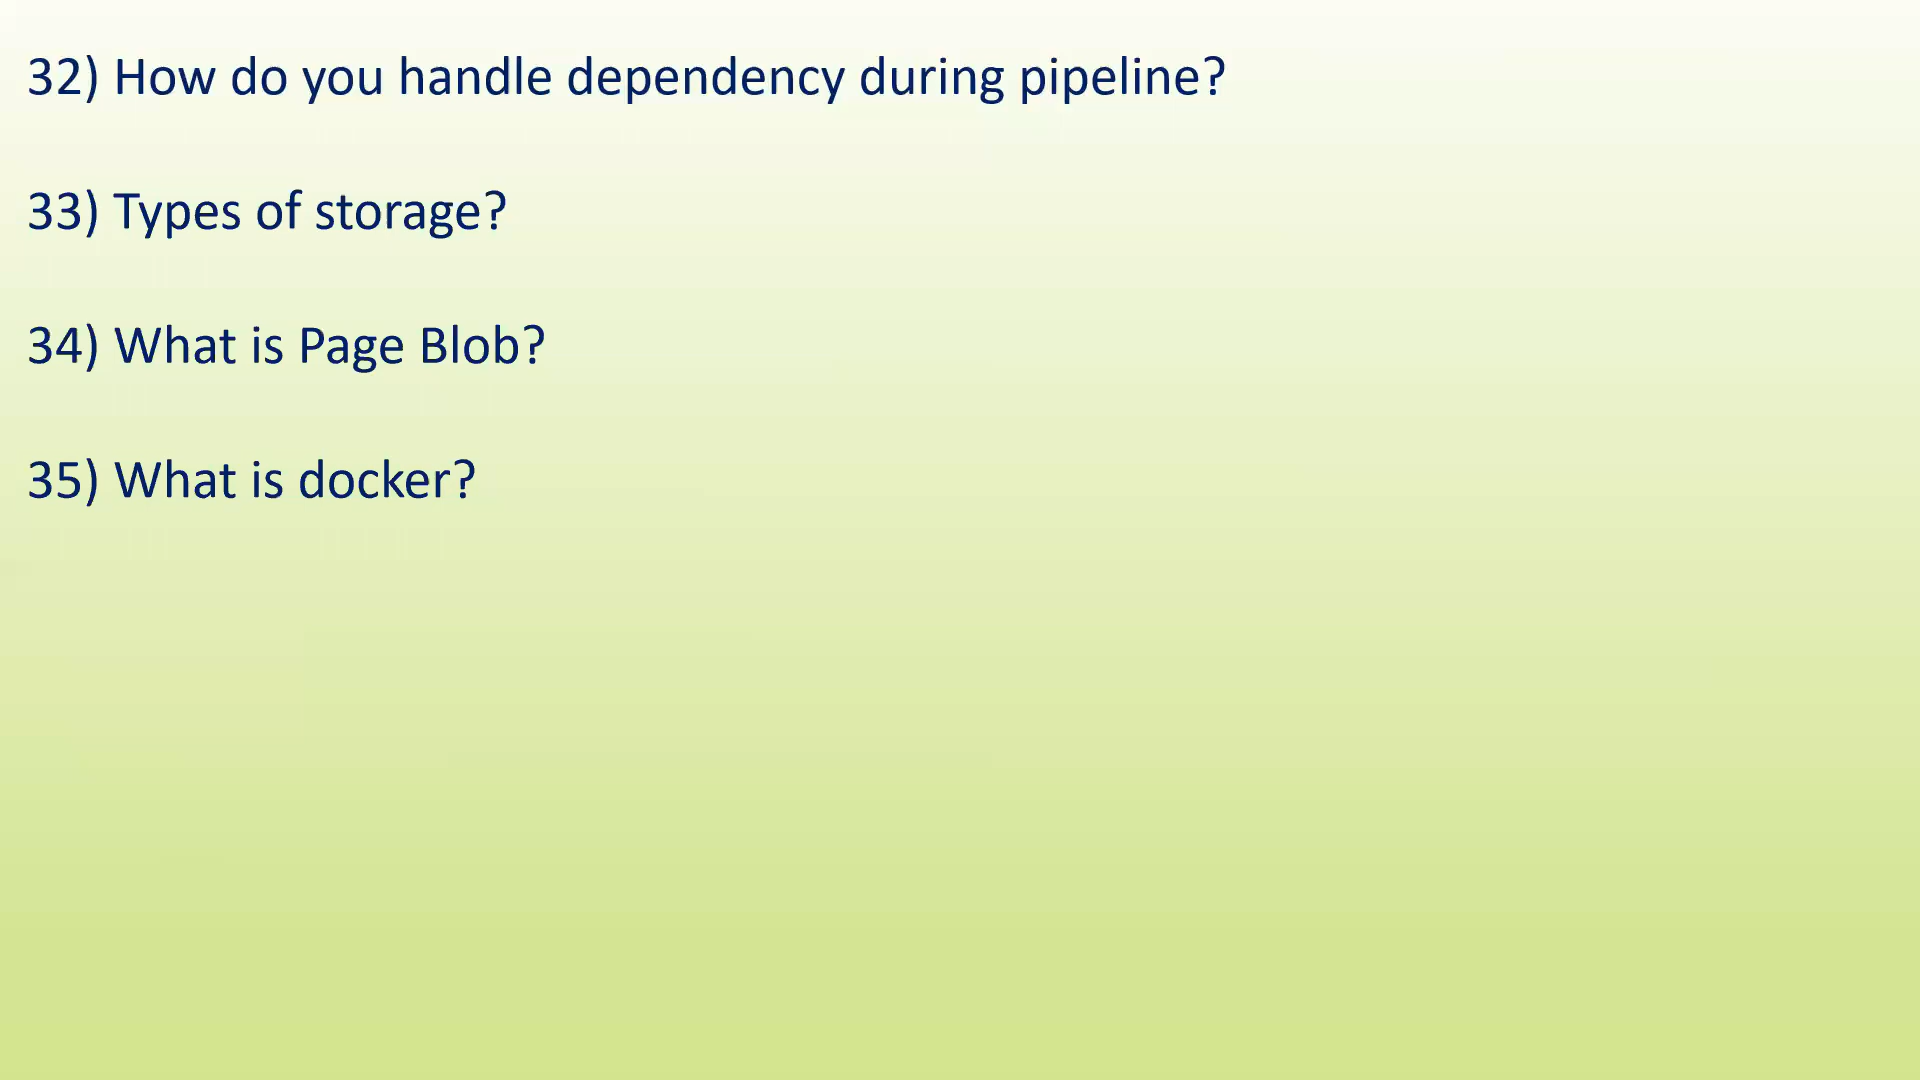 32) How do you handle dependency during pipeline?
33) Types of storage?
34) What is Page Blob?
35) What is docker?